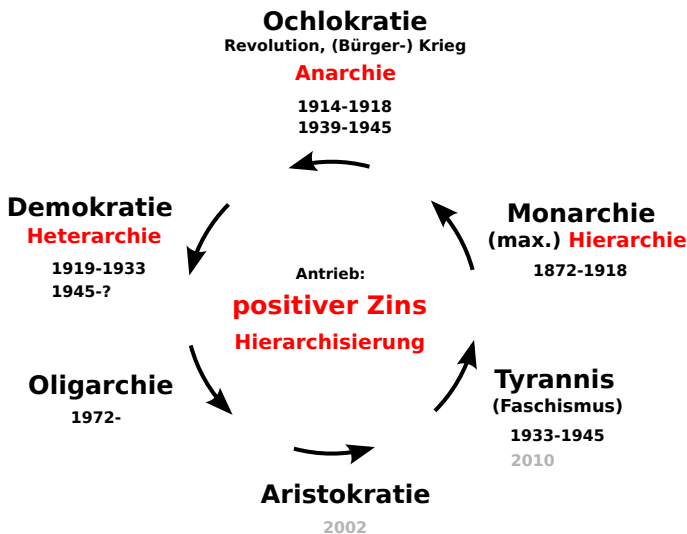 Ochlokratie
Revolution, (Bürger-) Krieg
Anarchie
1914-1918
1939-1945
Demokratie
Heterarchie
1919-1933
1945-?
Monarchie
(max.) Hierarchie
1872-1918
Antrieb:
positiver Zins
Hierarchisierung
Oligarchie
1972-
Tyrannis
(Faschismus)
1933-1945
2010
Aristokratie
2002